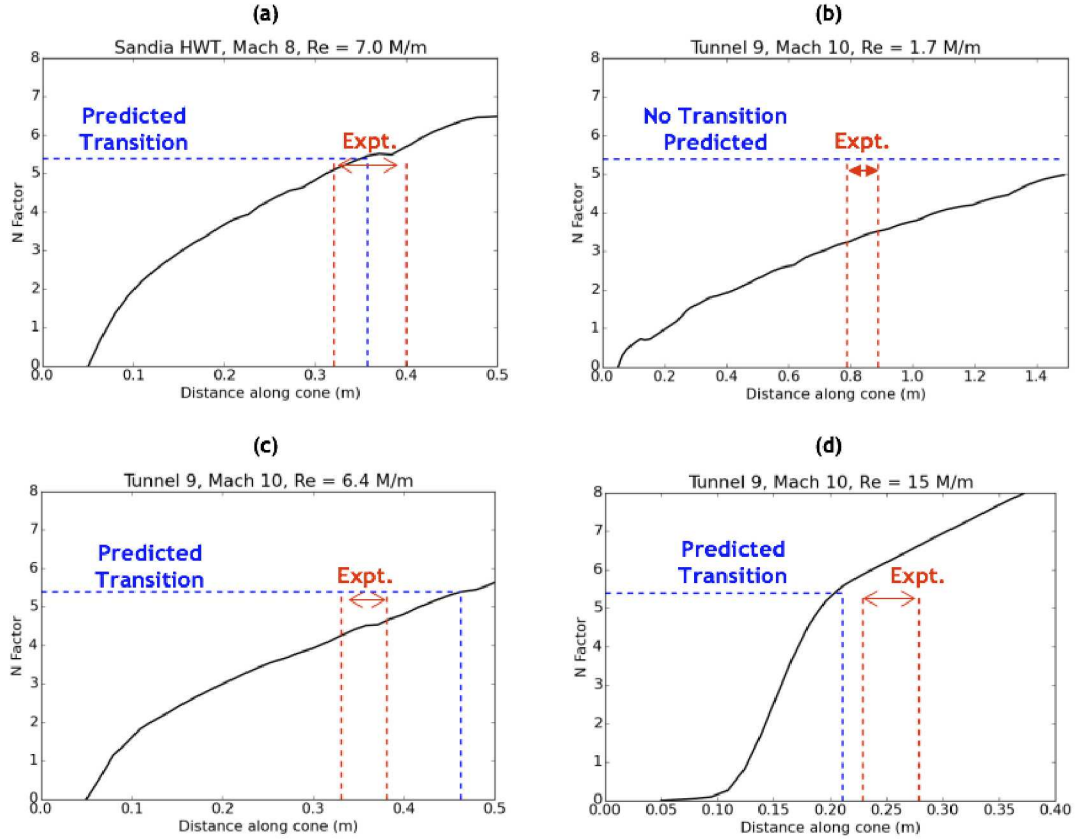 (a)
Sandia HWT, Mach 8, Re = 7.0 M/m
8
7
6
5
4
3
2
1
0
N Factor
Predicted
Transition
Expt.
0.0
0.1
0.2
0.3
0.4
0.5
Distance along cone (m)
(b)
Tunnel 9, Mach 10, Re = 1.7 M/m
8
7
6
5
4
3
2
1
0
N Factor
No Transition
Predicted
Expt.
0.0
0.2
0.4
0.6
0.8
1.0
1.2
1.4
Distance along cone (m)
(c)
Tunnel 9, Mach 10, Re = 6.4 M/m
8
7
6
5
4
3
2
1
0
N Factor
Predicted
Transition
Expt.
0.0
0.1
0.2
0.3
0.4
0.5
Distance along cone (m)
(d)
Tunnel 9, Mach 10, Re = 15 M/m
8
7
6
5
4
3
2
1
0
N Factor
Predicted
Transition
Expt.
0.00
0.05
0.10
0.15
0.20
0.25
0.30
0.35
0.40
Distance along cone (m)